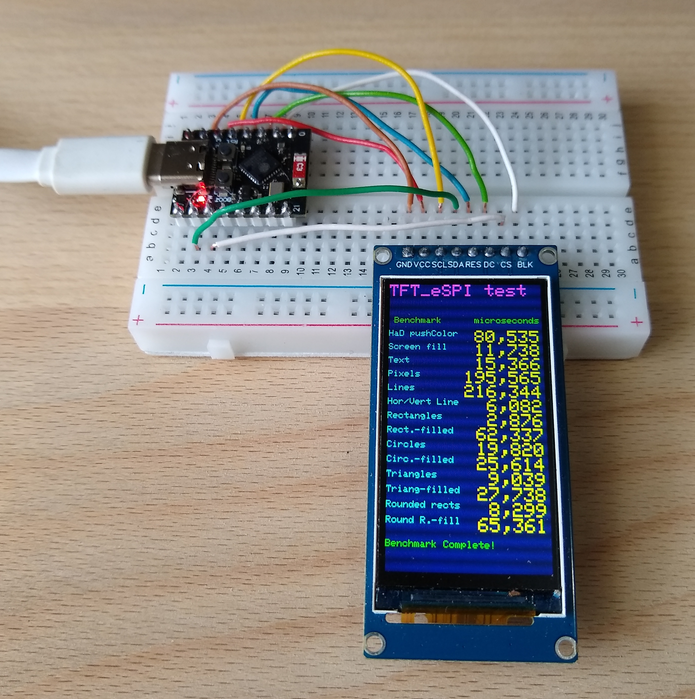 GND VCC SCL SDA RES DC CS BLK
TFT_eSPI test
Benchmark microseconds
HaD pushColor 80,535
Screen fill 11,738
Text 15,366
Pixels 195,565
Lines 216,344
Hor/Vert Line 6,082
Rectangles 2,876
Rect.-filled 62,337
Circles 19,820
Circ.-filled 25,614
Triangles 9,039
Triang-filled 27,738
Rounded rects 8,299
Round R.-fill 65,361
Benchmark Complete!